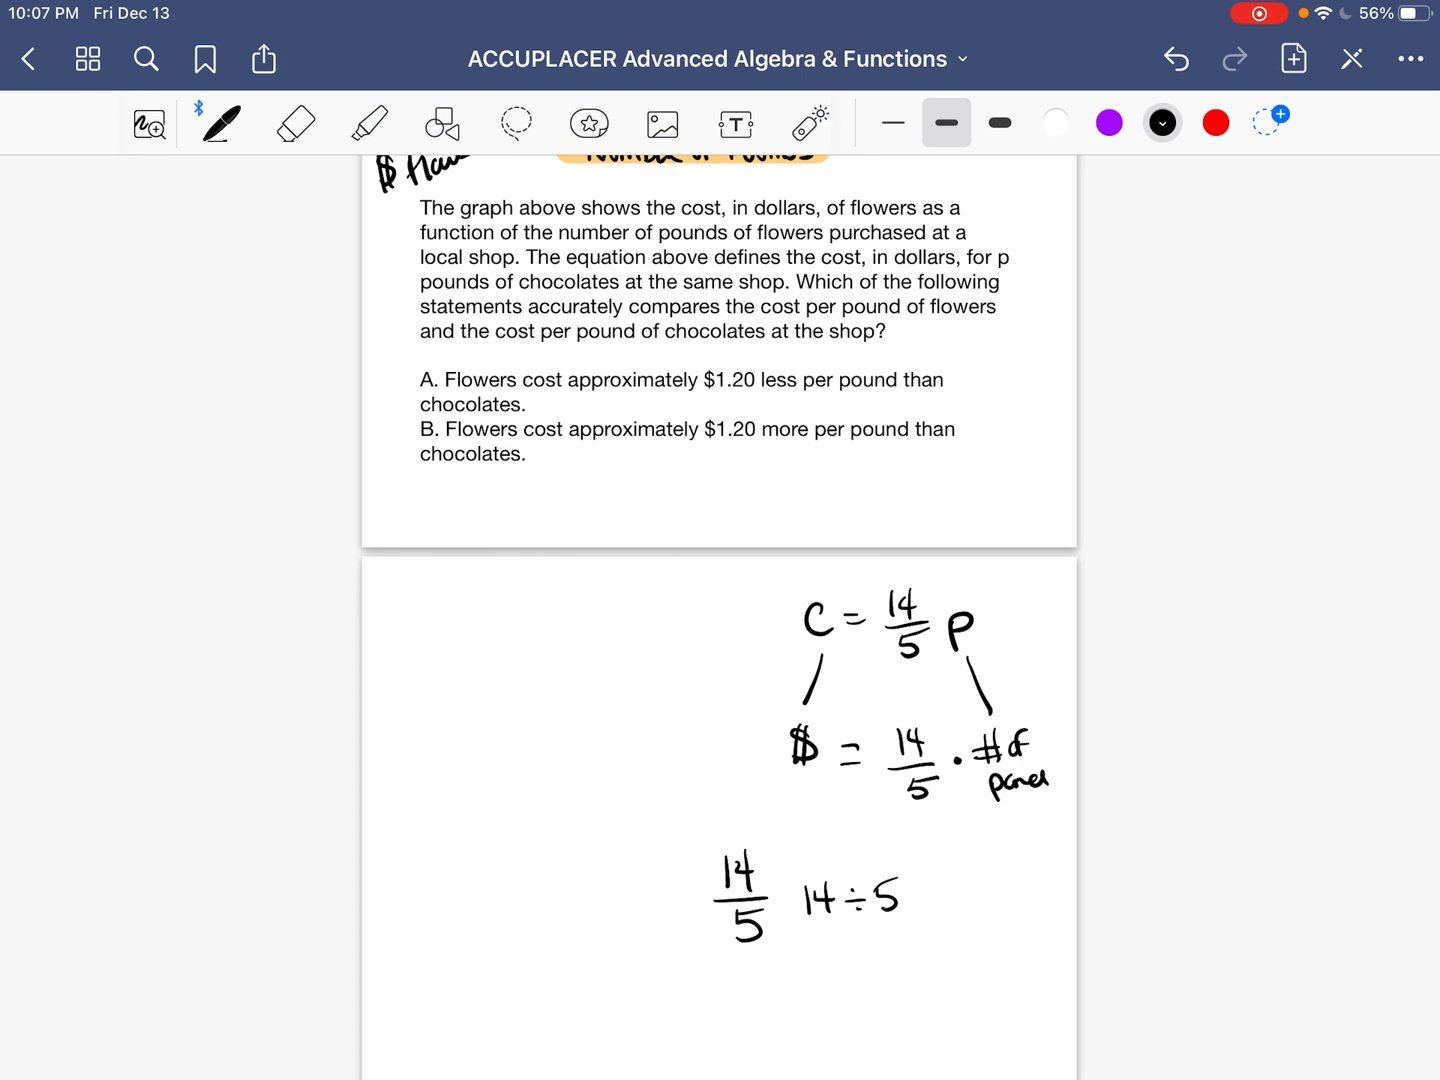 10:07 PM Fri Dec 13
56%
ACCUPLACER Advanced Algebra & Functions
T
$
Number of Pounds
The graph above shows the cost, in dollars, of flowers as a
function of the number of pounds of flowers purchased at a
local shop. The equation above defines the cost, in dollars, for p
pounds of chocolates at the same shop. Which of the following
statements accurately compares the cost per pound of flowers
and the cost per pound of chocolates at the shop?
A. Flowers cost approximately $1.20 less per pound than
chocolates.
B. Flowers cost approximately $1.20 more per pound than
chocolates.
C = 14/5 p
$ = 14/5 · # of
14/5 14 ÷ 5